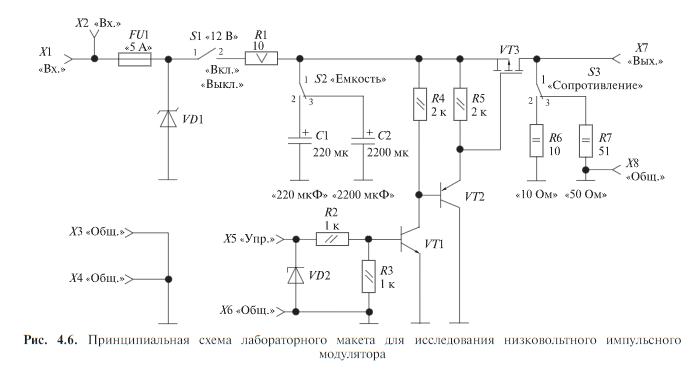 X2 «Вх.»
X1
«Вх.»
FU1
«5 А»
S1 «12 В»
1
2
«Вкл.»
«Выкл.»
R1
10
VD1
S2 «Емкость»
1
2
3
C1
220 мк
C2
2200 мк
«220 мкФ» «2200 мкФ»
R4
2 к
R5
2 к
VT3
X7
«Вых.»
S3
«Сопротивление»
1
2
3
R6
10
R7
51
X8
«Общ.»
«10 Ом» «50 Ом»
VT2
X3 «Общ.»
X4 «Общ.»
X5 «Упр.»
R2
1 к
VT1
VD2
R3
1 к
X6 «Общ.»
Рис. 4.6. Принципиальная схема лабораторного макета для исследования низковольтного импульсного
модулятора